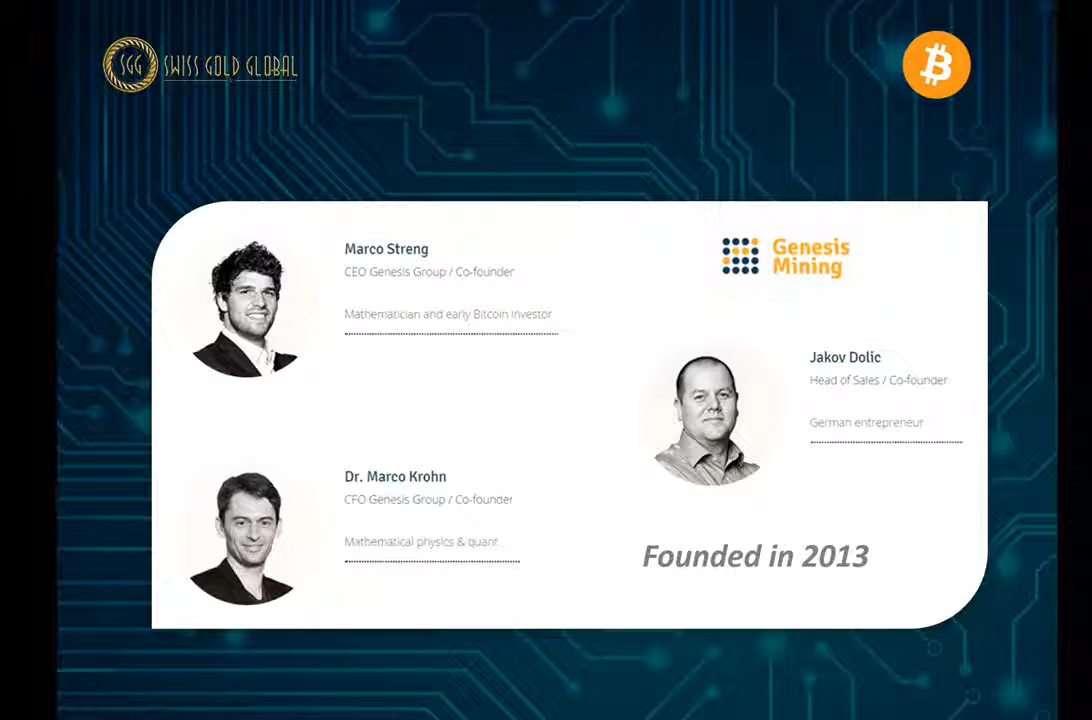 SGG SWISS GOLD GLOBAL
Marco Streng
CEO Genesis Group / Co-founder
Mathematician and early Bitcoin investor
Genesis
Mining
Jakov Dolic
Head of Sales / Co-founder
German entrepreneur
Dr. Marco Krohn
CFO Genesis Group / Co-founder
Mathematical physics & quant
Founded in 2013